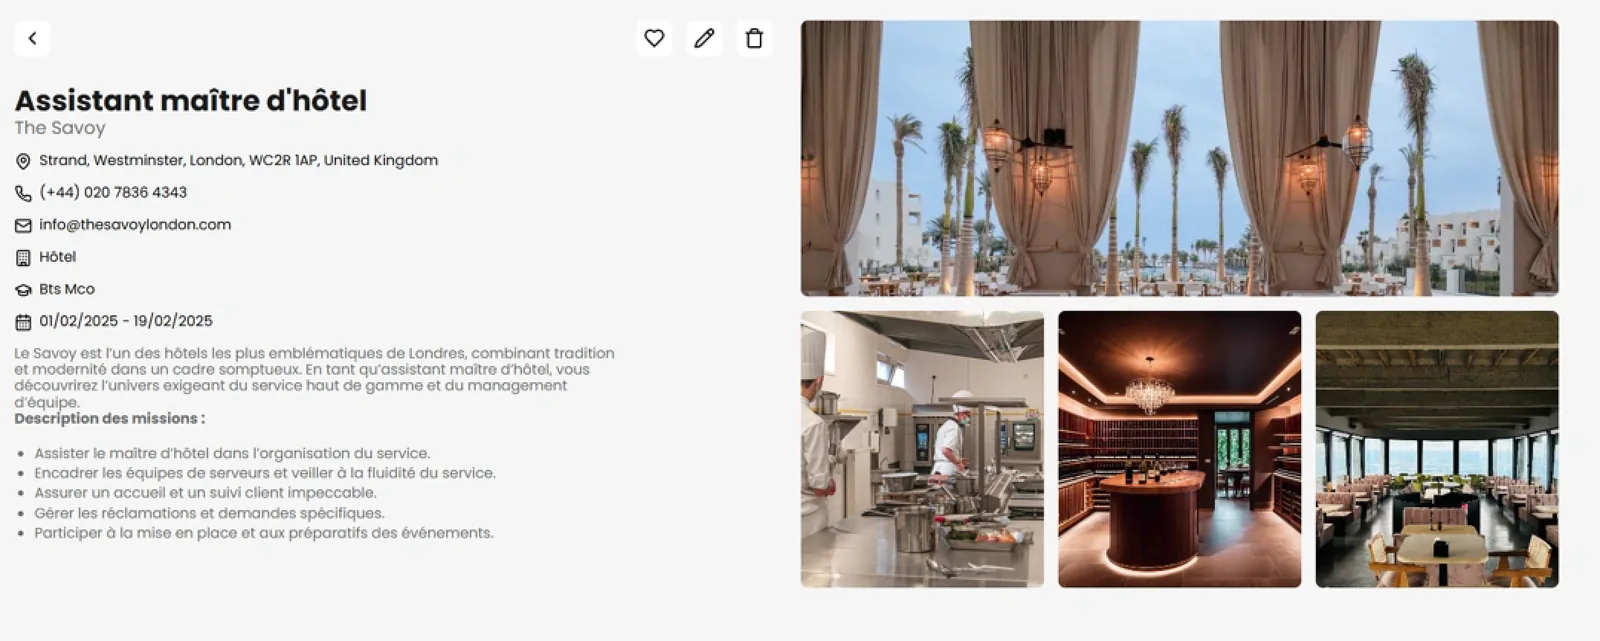 Assistant maître d'hôtel
The Savoy
Strand, Westminster, London, WC2R 1AP, United Kingdom
(+44) 020 7836 4343
info@thesavoylondon.com
Hôtel
Bts Mco
01/02/2025 - 19/02/2025
Le Savoy est l’un des hôtels les plus emblématiques de Londres, combinant tradition
et modernité dans un cadre somptueux. En tant qu’assistant maître d’hôtel, vous
découvrirez l’univers exigeant du service haut de gamme et du management
d’équipe.
Description des missions :
• Assister le maître d’hôtel dans l’organisation du service.
• Encadrer les équipes de serveurs et veiller à la fluidité du service.
• Assurer un accueil et un suivi client impeccable.
• Gérer les réclamations et demandes spécifiques.
• Participer à la mise en place et aux préparatifs des événements.